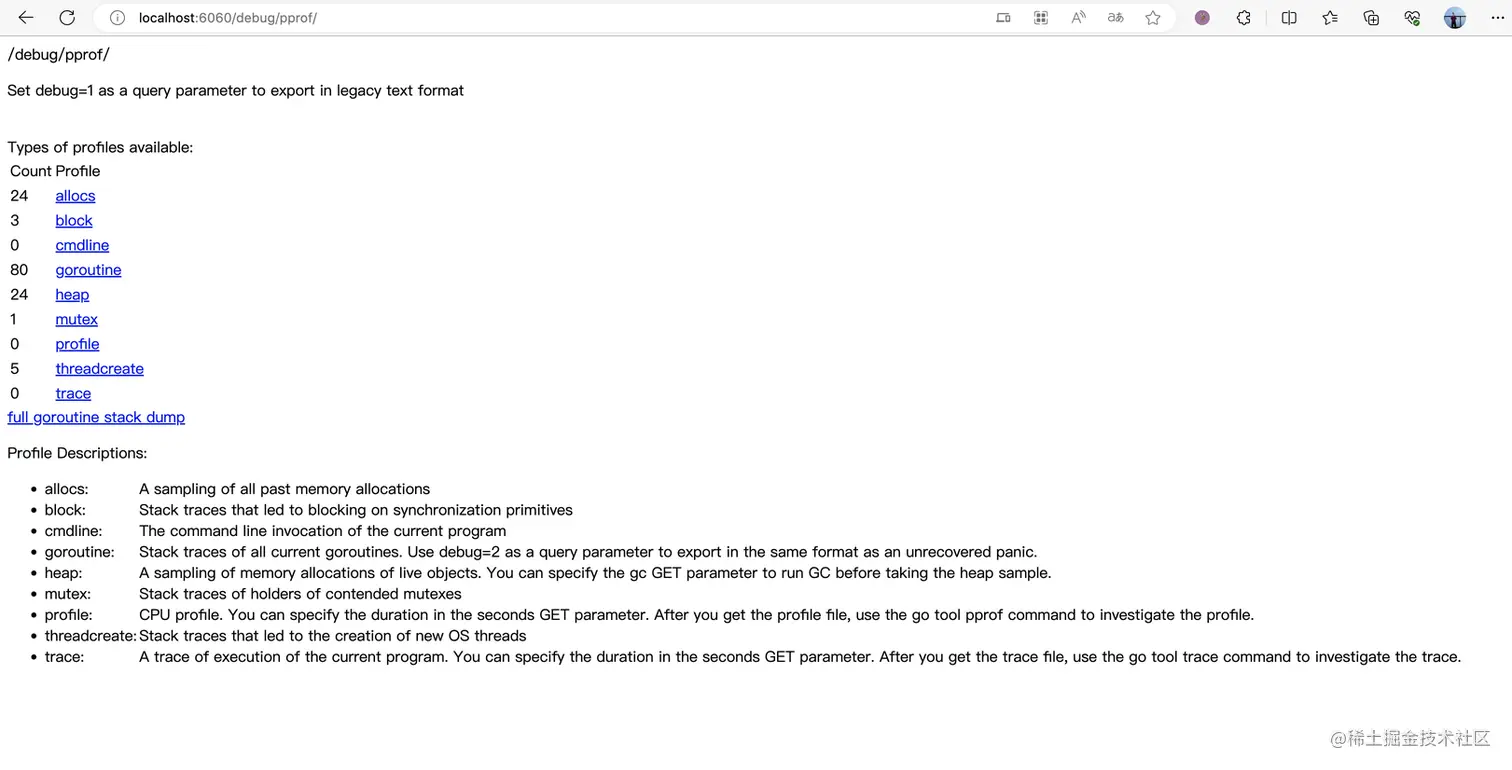 localhost:6060/debug/pprof/
/debug/pprof/
Set debug=1 as a query parameter to export in legacy text format
Types of profiles available:
Count Profile
24 allocs
3 block
0 cmdline
80 goroutine
24 heap
1 mutex
0 profile
5 threadcreate
0 trace
full goroutine stack dump
Profile Descriptions:
• allocs: A sampling of all past memory allocations
• block: Stack traces that led to blocking on synchronization primitives
• cmdline: The command line invocation of the current program
• goroutine: Stack traces of all current goroutines. Use debug=2 as a query parameter to export in the same format as an unrecovered panic.
• heap: A sampling of memory allocations of live objects. You can specify the gc GET parameter to run GC before taking the heap sample.
• mutex: Stack traces of holders of contended mutexes
• profile: CPU profile. You can specify the duration in the seconds GET parameter. After you get the profile file, use the go tool pprof command to investigate the profile.
• threadcreate: Stack traces that led to the creation of new OS threads
• trace: A trace of execution of the current program. You can specify the duration in the seconds GET parameter. After you get the trace file, use the go tool trace command to investigate the trace.
@稀土掘金技术社区